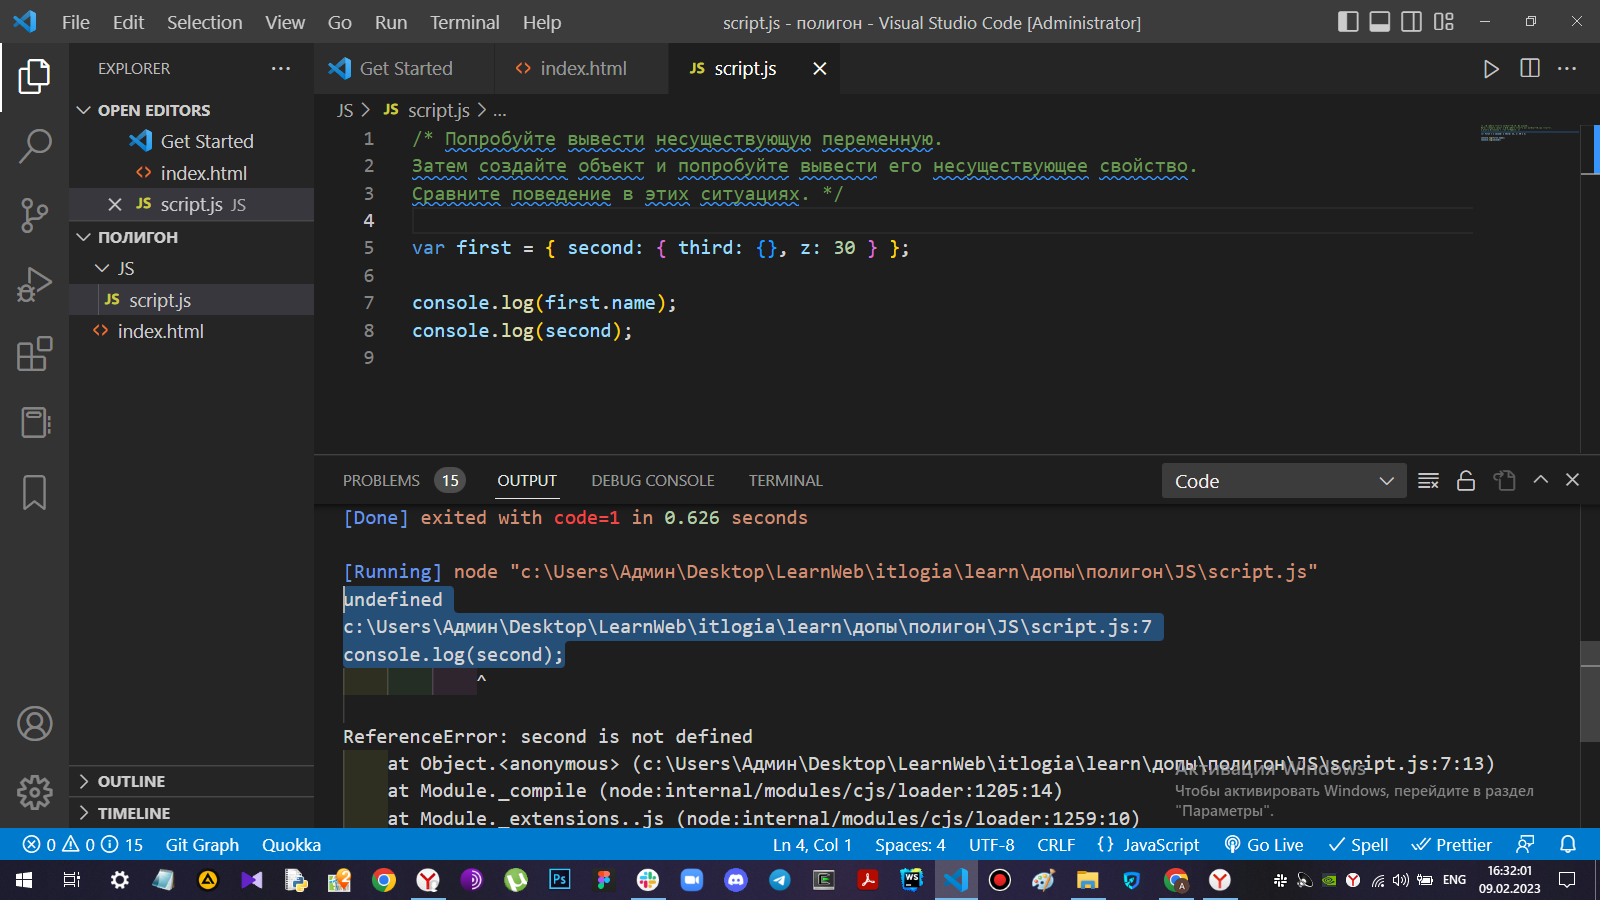 File Edit Selection View Go Run Terminal Help
script.js - полигон - Visual Studio Code [Administrator]
EXPLORER
Get Started
index.html
JS script.js
OPEN EDITORS
Get Started
index.html
JS script.js JS
ПОЛИГОН
JS
JS script.js
index.html
OUTLINE
TIMELINE
JS > JS script.js > ...
1 /* Попробуйте вывести несуществующую переменную.
2 Затем создайте объект и попробуйте вывести его несуществующее свойство.
3 Сравните поведение в этих ситуациях. */
4
5 var first = { second: { third: {}, z: 30 } };
6
7 console.log(first.name);
8 console.log(second);
9
PROBLEMS 15 OUTPUT DEBUG CONSOLE TERMINAL
Code
[Done] exited with code=1 in 0.626 seconds
[Running] node "c:\Users\Админ\Desktop\LearnWeb\itlogia\learn\допы\полигон\JS\script.js"
undefined
c:\Users\Админ\Desktop\LearnWeb\itlogia\learn\допы\полигон\JS\script.js:7
console.log(second);
^
ReferenceError: second is not defined
at Object.<anonymous> (c:\Users\Админ\Desktop\LearnWeb\itlogia\learn\допы\полигон\JS\script.js:7:13)
at Module._compile (node:internal/modules/cjs/loader:1205:14)
at Module._extensions..js (node:internal/modules/cjs/loader:1259:10)
Активация Windows
Чтобы активировать Windows, перейдите в раздел
"Параметры".
0 0 15 Git Graph Quokka
Ln 4, Col 1 Spaces: 4 UTF-8 CRLF {} JavaScript Go Live Spell Prettier
ENG
16:32:01
09.02.2023